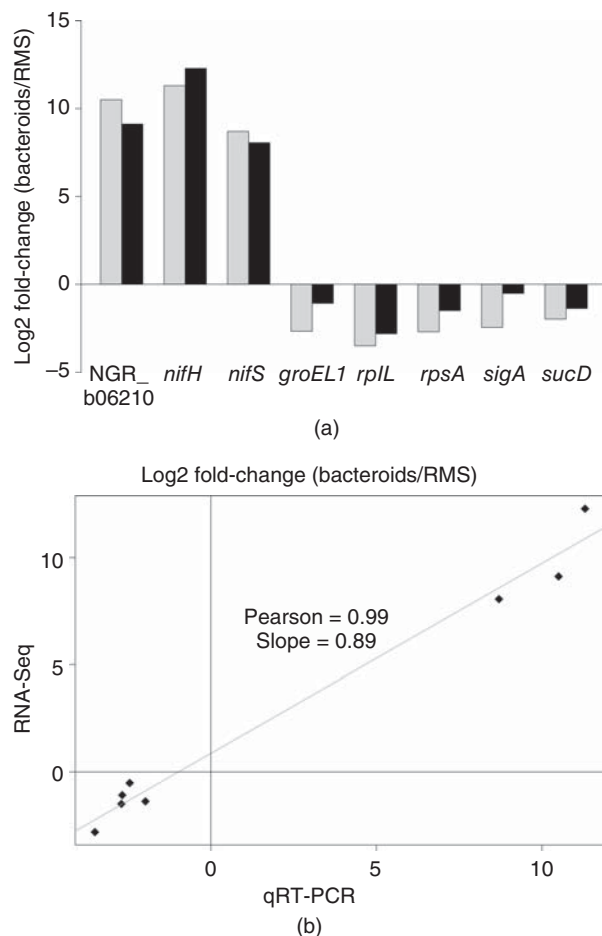 Log2 fold-change (bacteroids/RMS)
15
10
5
0
–5
NGR_
b06210
nifH
nifS
groEL1
rpIL
rpsA
sigA
sucD
(a)
Log2 fold-change (bacteroids/RMS)
RNA-Seq
10
5
0
Pearson = 0.99
Slope = 0.89
0
5
10
qRT-PCR
(b)